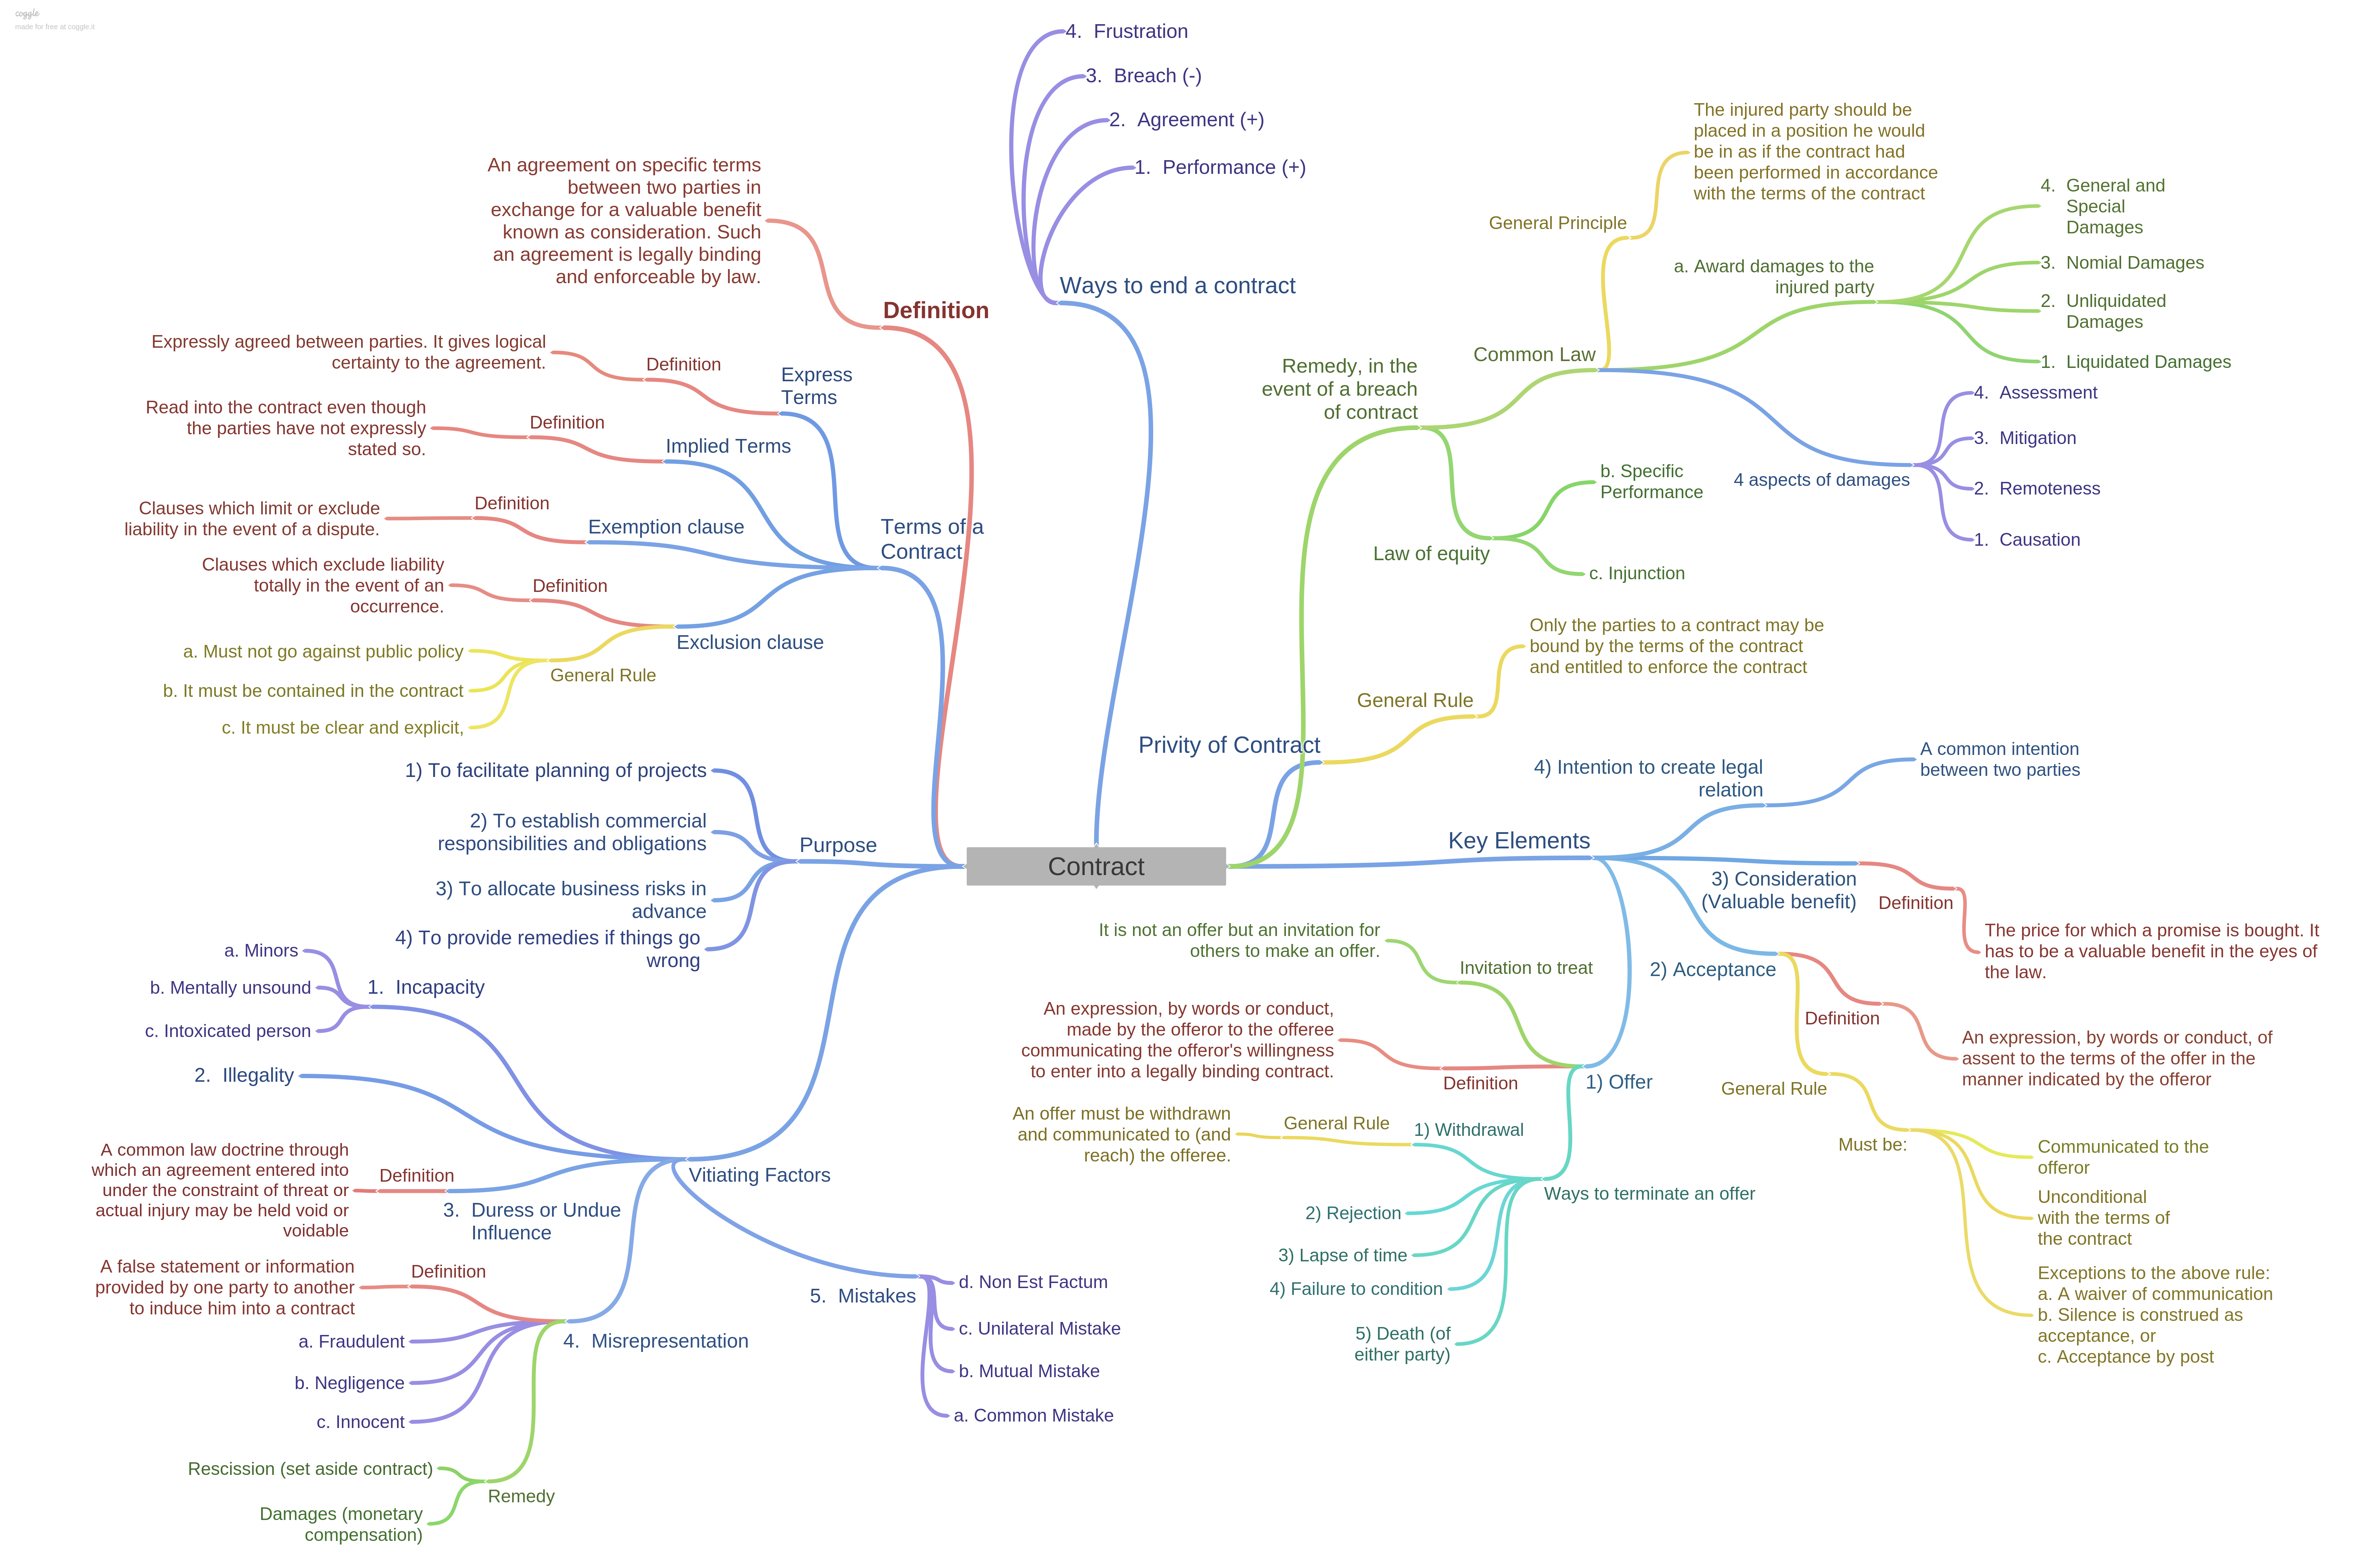 coggle
made for free at coggle.it
Contract
Definition
An agreement on specific terms
between two parties in
exchange for a valuable benefit
known as consideration. Such
an agreement is legally binding
and enforceable by law.
Terms of a
Contract
Express
Terms
Definition
Expressly agreed between parties. It gives logical
certainty to the agreement.
Implied Terms
Definition
Read into the contract even though
the parties have not expressly
stated so.
Exemption clause
Definition
Clauses which limit or exclude
liability in the event of a dispute.
Exclusion clause
Definition
Clauses which exclude liability
totally in the event of an
occurrence.
General Rule
a. Must not go against public policy
b. It must be contained in the contract
c. It must be clear and explicit,
Purpose
1) To facilitate planning of projects
2) To establish commercial
responsibilities and obligations
3) To allocate business risks in
advance
4) To provide remedies if things go
wrong
Vitiating Factors
1. Incapacity
a. Minors
b. Mentally unsound
c. Intoxicated person
2. Illegality
3. Duress or Undue
Influence
Definition
A common law doctrine through
which an agreement entered into
under the constraint of threat or
actual injury may be held void or
voidable
4. Misrepresentation
Definition
A false statement or information
provided by one party to another
to induce him into a contract
a. Fraudulent
b. Negligence
c. Innocent
Remedy
Rescission (set aside contract)
Damages (monetary
compensation)
5. Mistakes
d. Non Est Factum
c. Unilateral Mistake
b. Mutual Mistake
a. Common Mistake
Ways to end a contract
4. Frustration
3. Breach (-)
2. Agreement (+)
1. Performance (+)
Remedy, in the
event of a breach
of contract
Common Law
General Principle
The injured party should be
placed in a position he would
be in as if the contract had
been performed in accordance
with the terms of the contract
a. Award damages to the
injured party
4. General and
Special
Damages
3. Nomial Damages
2. Unliquidated
Damages
1. Liquidated Damages
4 aspects of damages
4. Assessment
3. Mitigation
2. Remoteness
1. Causation
Law of equity
b. Specific
Performance
c. Injunction
Privity of Contract
General Rule
Only the parties to a contract may be
bound by the terms of the contract
and entitled to enforce the contract
Key Elements
4) Intention to create legal
relation
A common intention
between two parties
3) Consideration
(Valuable benefit)
Definition
The price for which a promise is bought. It
has to be a valuable benefit in the eyes of
the law.
2) Acceptance
Definition
An expression, by words or conduct, of
assent to the terms of the offer in the
manner indicated by the offeror
General Rule
Must be:
Communicated to the
offeror
Unconditional
with the terms of
the contract
Exceptions to the above rule:
a. A waiver of communication
b. Silence is construed as
acceptance, or
c. Acceptance by post
1) Offer
Invitation to treat
It is not an offer but an invitation for
others to make an offer.
Definition
An expression, by words or conduct,
made by the offeror to the offeree
communicating the offeror's willingness
to enter into a legally binding contract.
Ways to terminate an offer
1) Withdrawal
General Rule
An offer must be withdrawn
and communicated to (and
reach) the offeree.
2) Rejection
3) Lapse of time
4) Failure to condition
5) Death (of
either party)